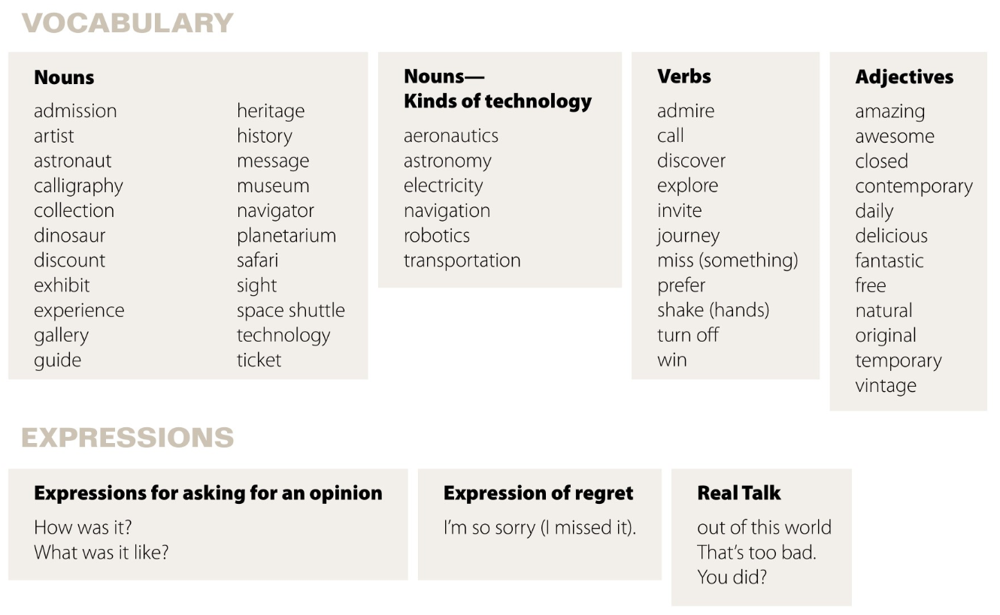 VOCABULARY
Nouns
admission
artist
astronaut
calligraphy
collection
dinosaur
discount
exhibit
experience
gallery
guide
heritage
history
message
museum
navigator
planetarium
safari
sight
space shuttle
technology
ticket
Nouns—
Kinds of technology
aeronautics
astronomy
electricity
navigation
robotics
transportation
Verbs
admire
call
discover
explore
invite
journey
miss (something)
prefer
shake (hands)
turn off
win
Adjectives
amazing
awesome
closed
contemporary
daily
delicious
fantastic
free
natural
original
temporary
vintage
EXPRESSIONS
Expressions for asking for an opinion
How was it?
What was it like?
Expression of regret
I'm so sorry (I missed it).
Real Talk
out of this world
That's too bad.
You did?